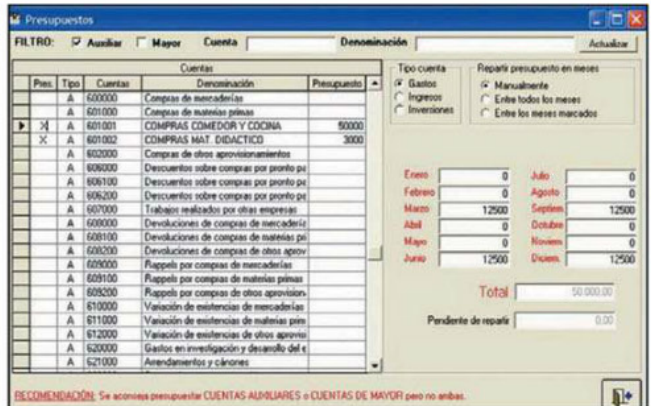 Presupuestos
FILTRO: Auxiliar Mayor Cuenta Denominación Actualizar
Cuentas
Pres. Tipo Cuentas Denominación Presupuesto
A 600000 Compras de mercaderías
A 601000 Compras de materias primas
X A 601001 COMPRAS COMEDOR Y COCINA 50000
X A 601002 COMPRAS MAT. DIDACTICO 3000
A 602000 Compras de otros aprovisionamientos
A 606000 Descuentos sobre compras por pronto pa
A 606100 Descuentos sobre compras por pronto pa
A 606200 Descuentos sobre compras por pronto pa
A 607000 Trabajos realizados por otras empresas
A 608000 Devoluciones de compras de mercadería
A 608100 Devoluciones de compras de materias pri
A 608200 Devoluciones de compras de otros aprov
A 609000 Rappels por compras de mercaderías
A 609100 Rappels por compras de materias primas
A 609200 Rappels por compras de otros aprovision
A 610000 Variación de existencias de mercaderías
A 611000 Variación de existencias de materias prim
A 612000 Variación de existencias de otros aprovisi
A 620000 Gastos en investigación y desarrollo del e
A 621000 Arrendamientos y cánones
Tipo cuenta
Gastos
Ingresos
Inversiones
Repartir presupuesto en meses
Manualmente
Entre todos los meses
Entre los meses marcados
Enero 0 Julio 0
Febrero 0 Agosto 0
Marzo 12500 Septiem. 12500
Abril 0 Octubre 0
Mayo 0 Noviem. 0
Junio 12500 Diciem. 12500
Total 50.000,00
Pendiente de repartir 0,00
RECOMENDACIÓN: Se aconseja presupuestar CUENTAS AUXILIARES o CUENTAS DE MAYOR pero no ambas.